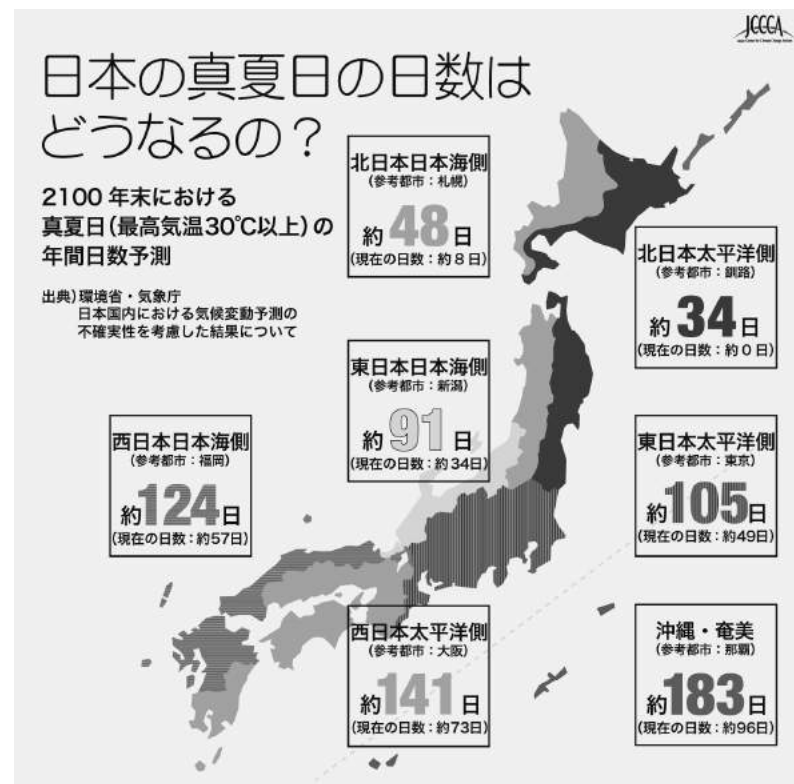 JCCCA
日本の真夏日の日数は
どうなるの？
2100 年末における
真夏日(最高気温30℃以上)の
年間日数予測
出典)環境省・気象庁
日本国内における気候変動予測の
不確実性を考慮した結果について
北日本日本海側
(参考都市：札幌)
約48日
(現在の日数：約8日)
北日本太平洋側
(参考都市：釧路)
約34日
(現在の日数：約0日)
東日本日本海側
(参考都市：新潟)
約91日
(現在の日数：約34日)
西日本日本海側
(参考都市：福岡)
約124日
(現在の日数：約57日)
東日本太平洋側
(参考都市：東京)
約105日
(現在の日数：約49日)
西日本太平洋側
(参考都市：大阪)
約141日
(現在の日数：約73日)
沖縄・奄美
(参考都市：那覇)
約183日
(現在の日数：約96日)